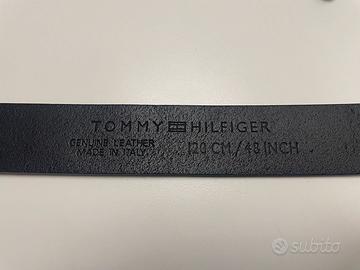 TOMMY HILFIGER
GENUINE LEATHER
MADE IN ITALY
120 CM / 48 INCH
subito